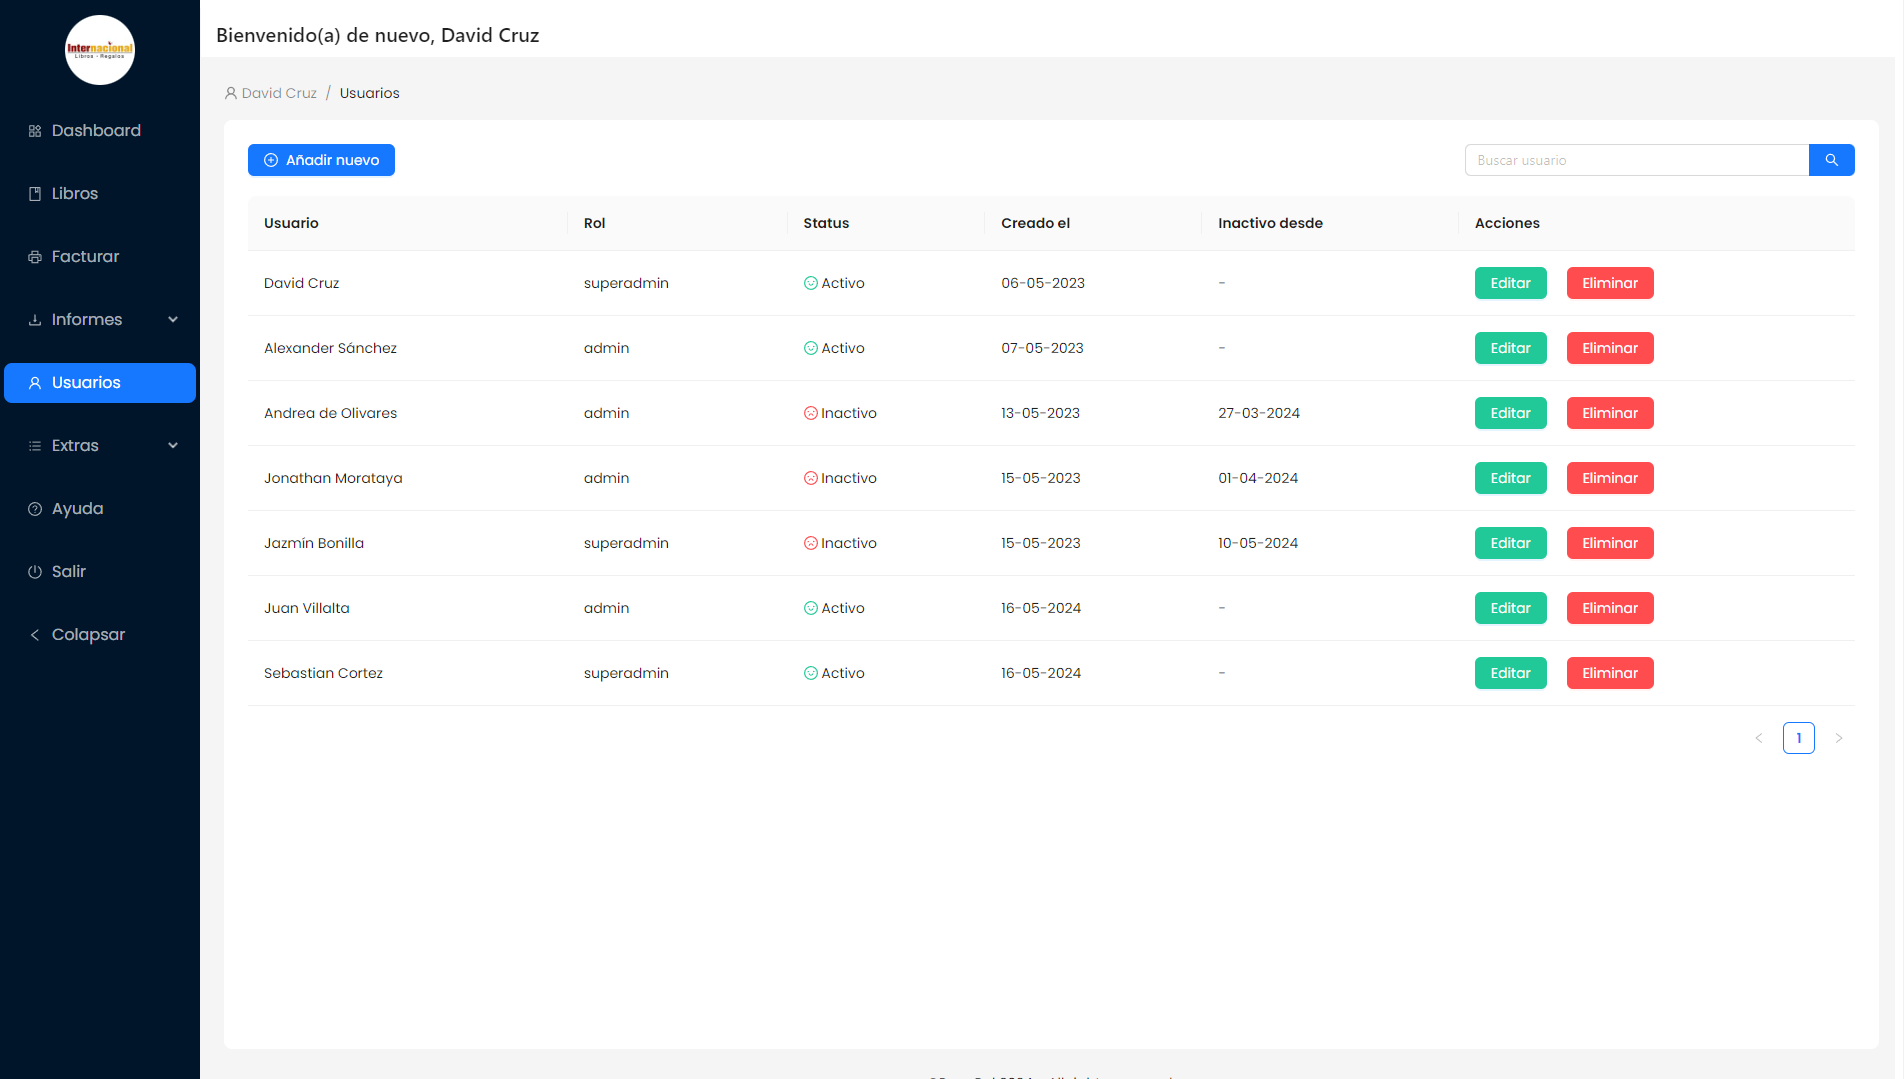 Internacional
Libros - Regalos
Bienvenido(a) de nuevo, David Cruz
David Cruz / Usuarios
Dashboard
Libros
Facturar
Informes
Usuarios
Extras
Ayuda
Salir
Colapsar
Añadir nuevo
Buscar usuario
Usuario Rol Status Creado el Inactivo desde Acciones
David Cruz superadmin Activo 06-05-2023 - Editar Eliminar
Alexander Sánchez admin Activo 07-05-2023 - Editar Eliminar
Andrea de Olivares admin Inactivo 13-05-2023 27-03-2024 Editar Eliminar
Jonathan Morataya admin Inactivo 15-05-2023 01-04-2024 Editar Eliminar
Jazmín Bonilla superadmin Inactivo 15-05-2023 10-05-2024 Editar Eliminar
Juan Villalta admin Activo 16-05-2024 - Editar Eliminar
Sebastian Cortez superadmin Activo 16-05-2024 - Editar Eliminar
< 1 >